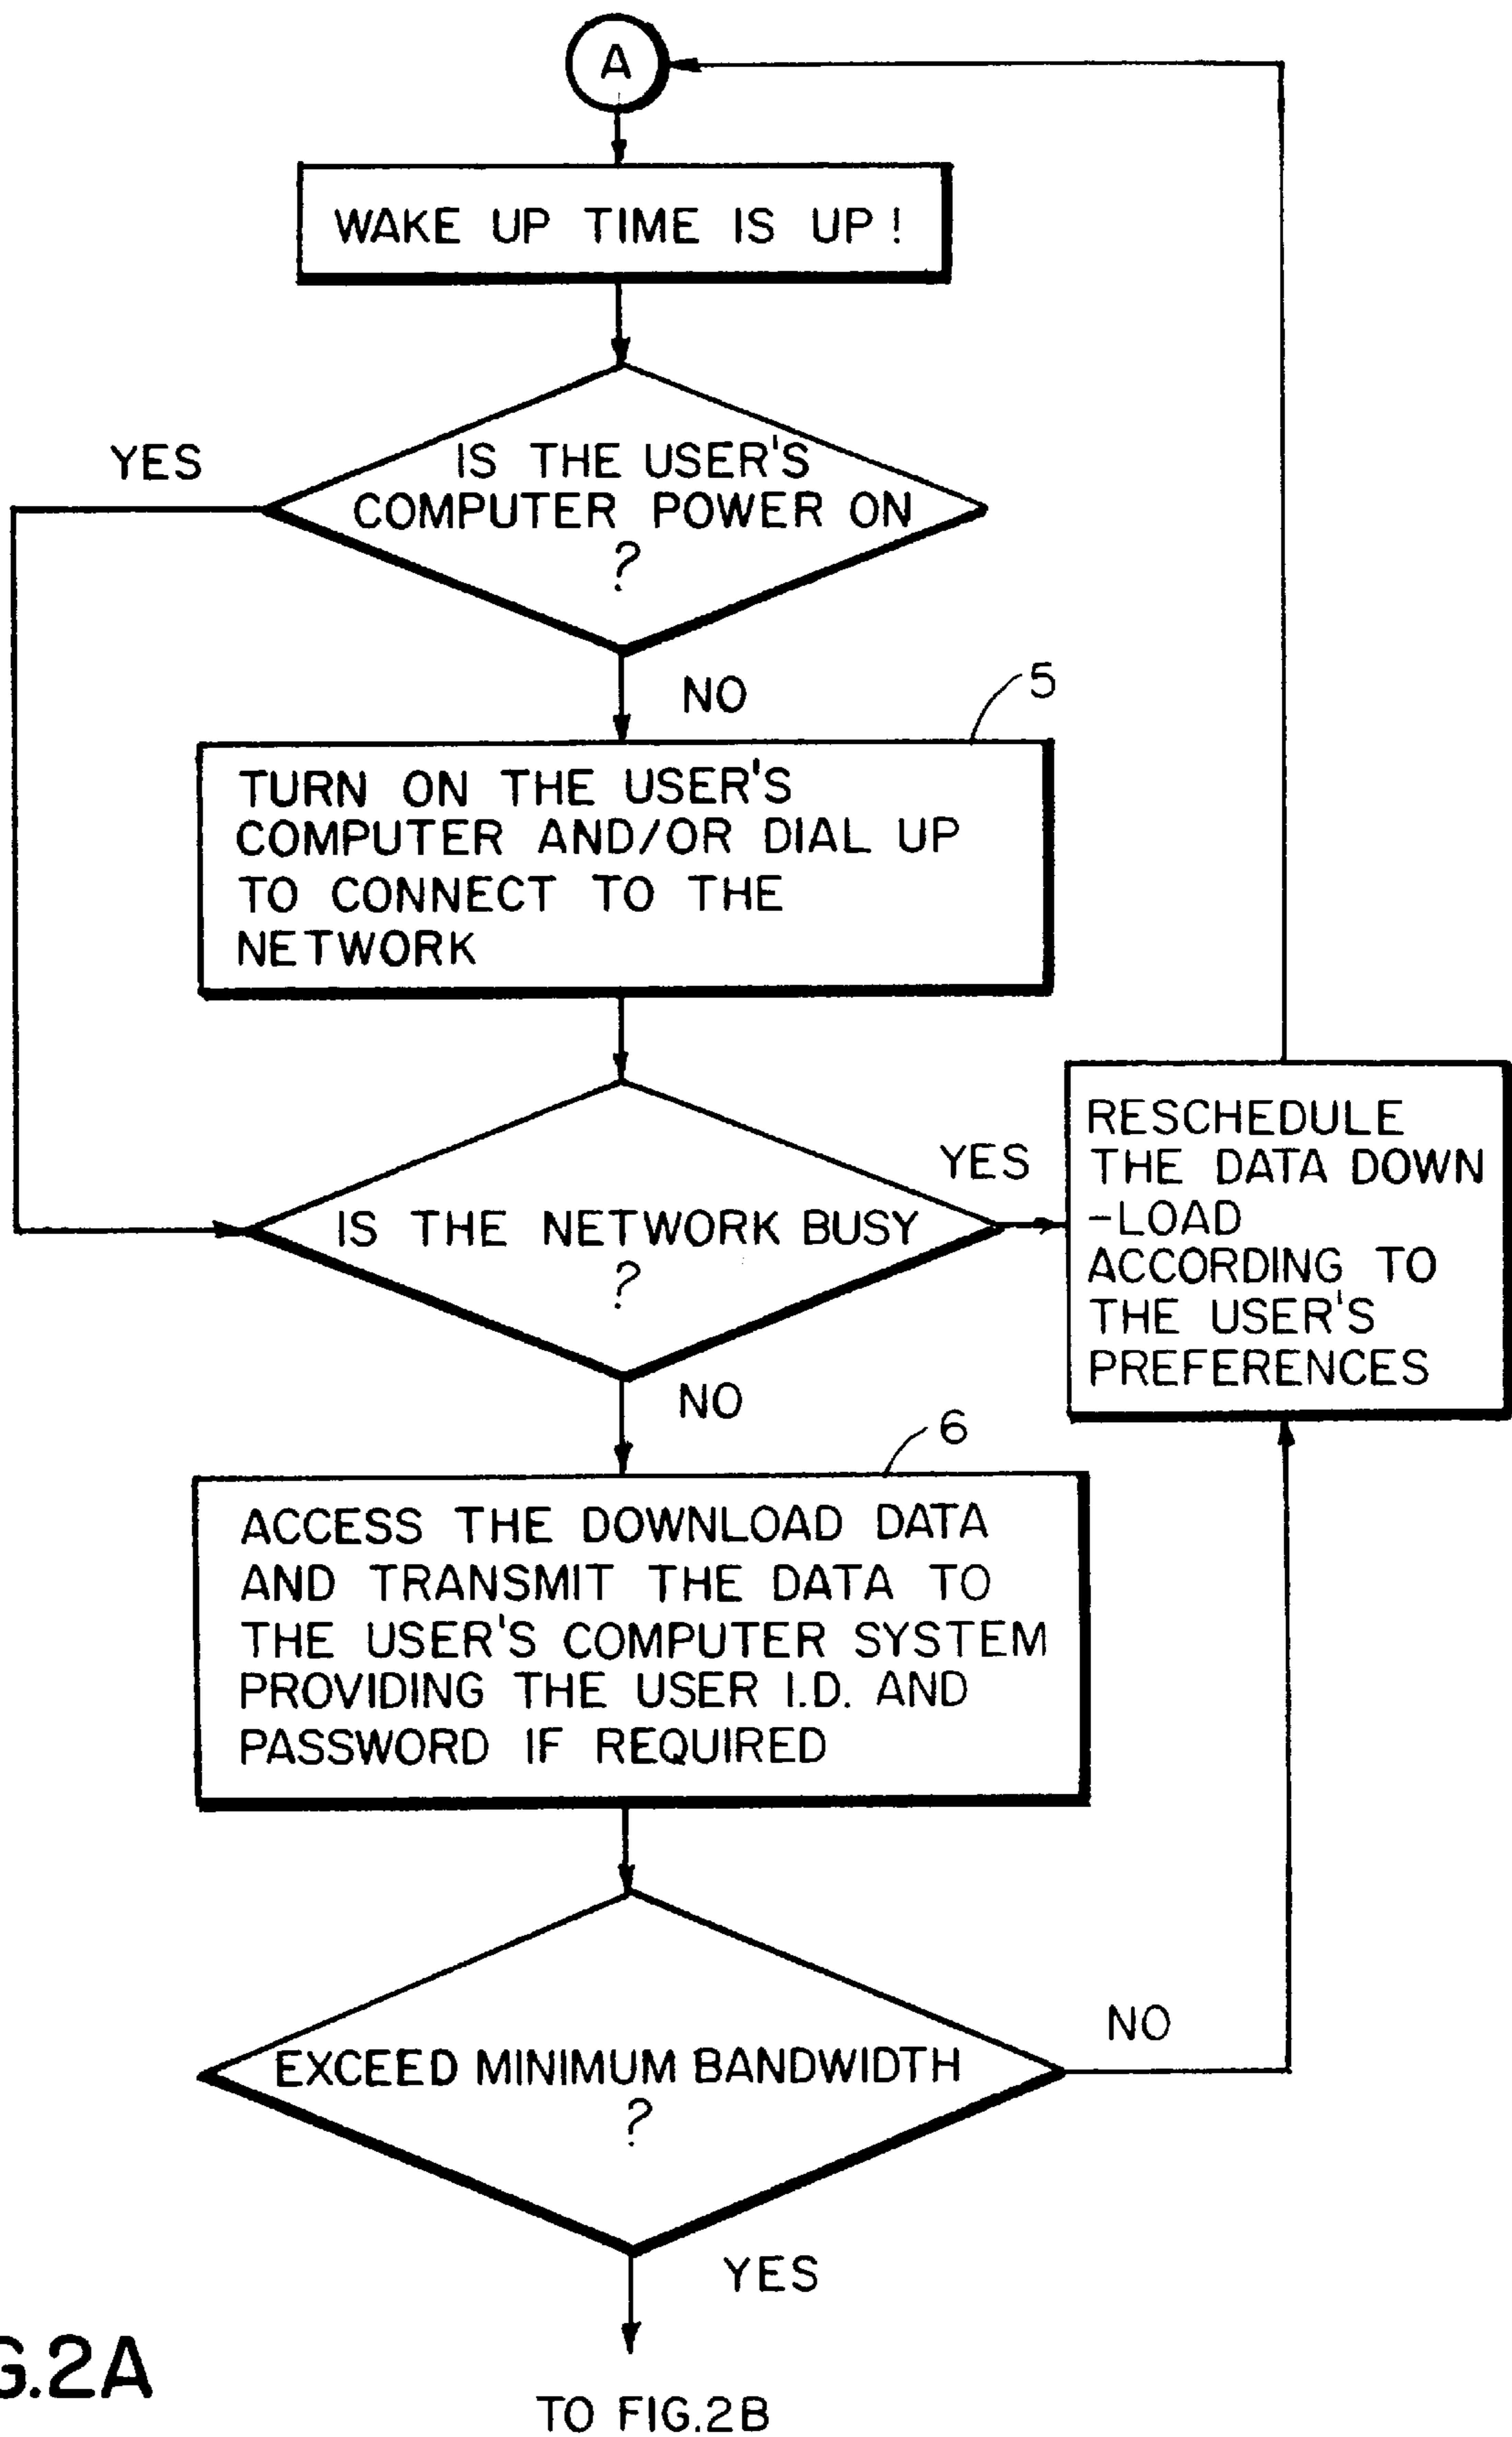 A
WAKE UP TIME IS UP!
YES
IS THE USER'S
COMPUTER POWER ON
?
NO
5
TURN ON THE USER'S
COMPUTER AND/OR DIAL UP
TO CONNECT TO THE
NETWORK
IS THE NETWORK BUSY
?
YES
RESCHEDULE
THE DATA DOWN
-LOAD
ACCORDING TO
THE USER'S
PREFERENCES
NO
6
ACCESS THE DOWNLOAD DATA
AND TRANSMIT THE DATA TO
THE USER'S COMPUTER SYSTEM
PROVIDING THE USER I.D. AND
PASSWORD IF REQUIRED
EXCEED MINIMUM BANDWIDTH
?
NO
YES
G.2A
TO FIG.2B